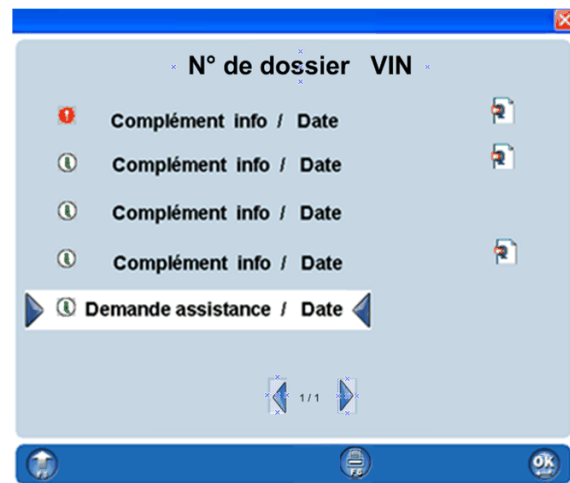 N° de dossier VIN
Complément info / Date
Complément info / Date
Complément info / Date
Complément info / Date
Demande assistance / Date
1 / 1
OK